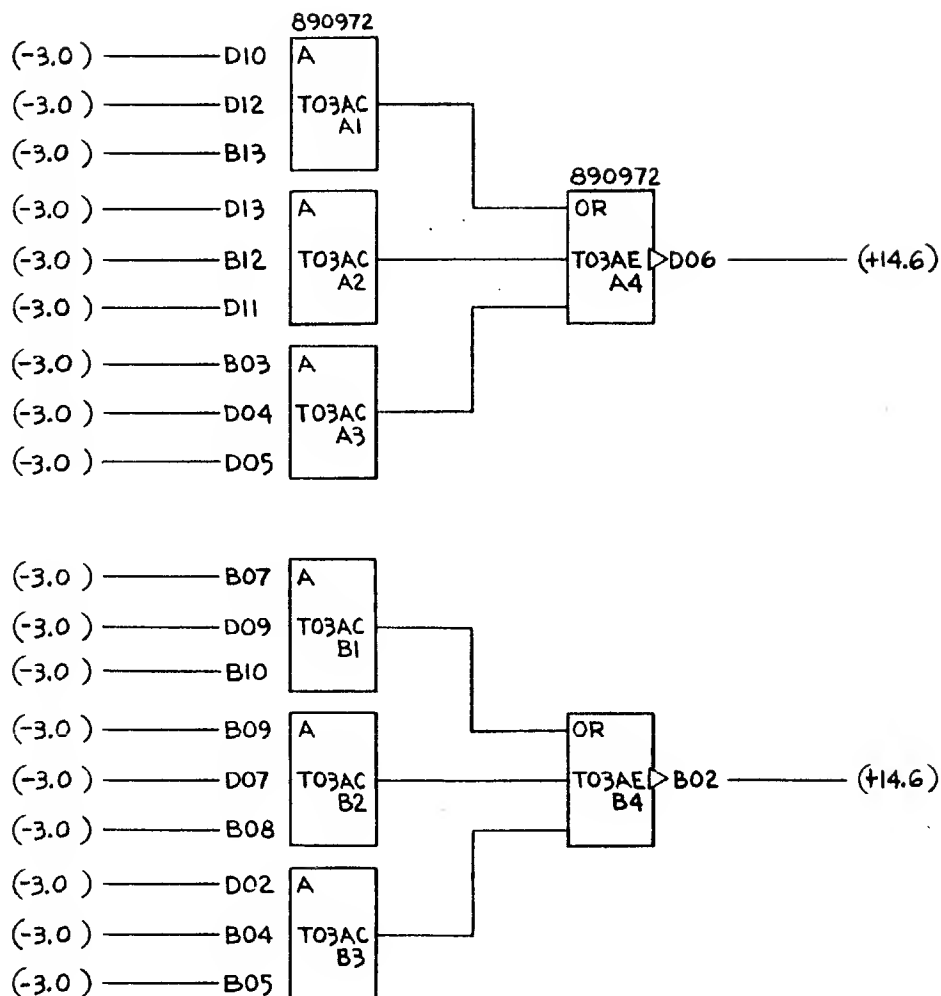 890972
(-3.0 ) D10 A
(-3.0 ) D12 T03AC
A1
(-3.0 ) B13
890972
(-3.0 ) D13 A OR
(-3.0 ) B12 T03AC T03AE D06 (+14.6)
A2 A4
(-3.0 ) D11
(-3.0 ) B03 A
(-3.0 ) D04 T03AC
A3
(-3.0 ) D05
(-3.0 ) B07 A
(-3.0 ) D09 T03AC
B1
(-3.0 ) B10
(-3.0 ) B09 A OR
(-3.0 ) D07 T03AC T03AE B02 (+14.6)
B2 B4
(-3.0 ) B08
(-3.0 ) D02 A
(-3.0 ) B04 T03AC
B3
(-3.0 ) B05